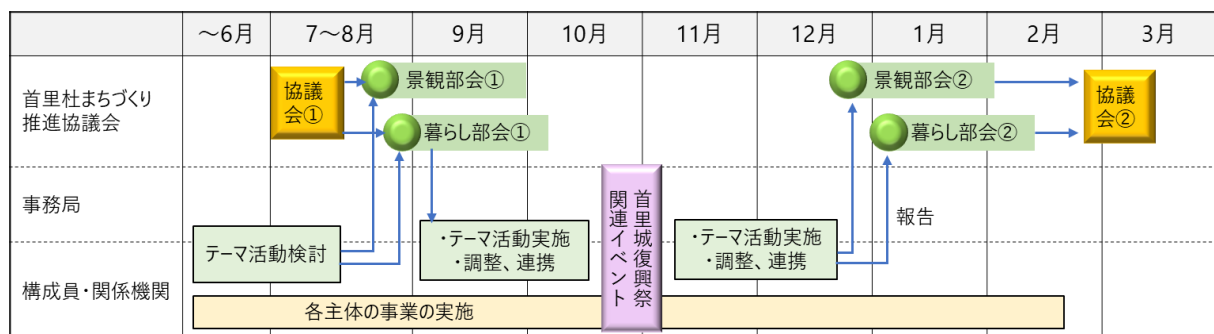 ～6月
7～8月
9月
10月
11月
12月
1月
2月
3月
首里杜まちづくり
推進協議会
協議
会①
景観部会①
暮らし部会①
景観部会②
暮らし部会②
協議
会②
事務局
首里城復興祭
関連イベント
報告
テーマ活動検討
・テーマ活動実施
・調整、連携
・テーマ活動実施
・調整、連携
構成員・関係機関
各主体の事業の実施